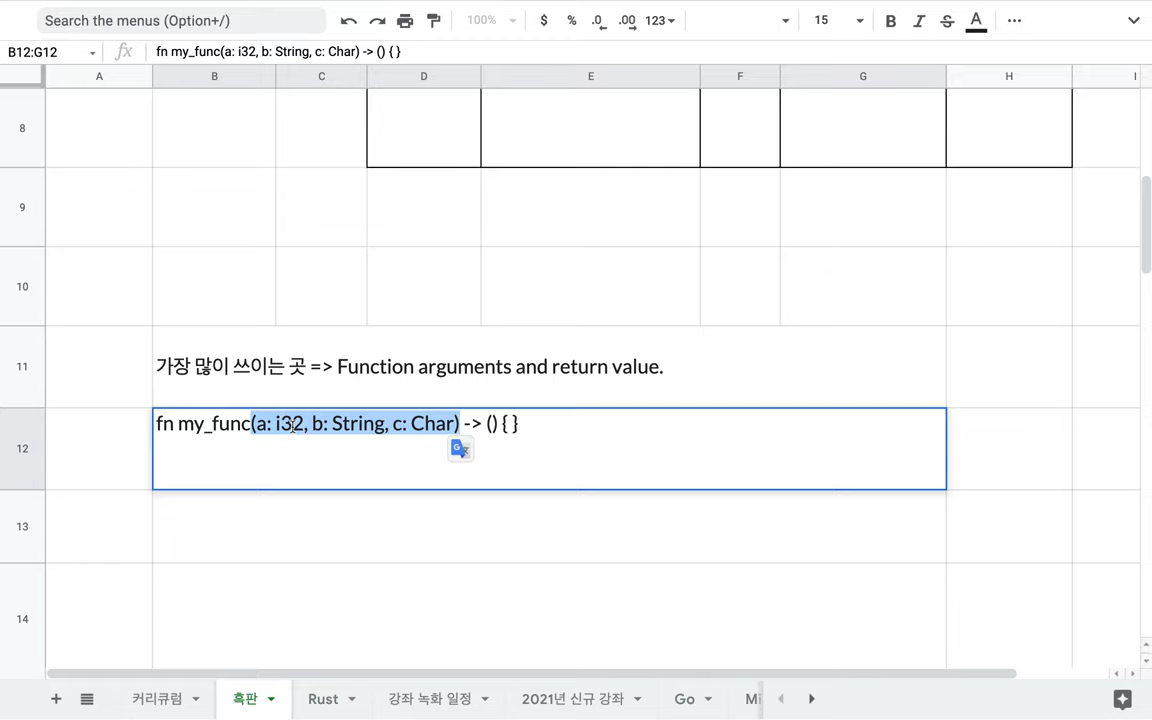 Search the menus (Option+/) 100% $ % .0 .00 123 15 B I S A
B12:G12 fx fn my_func(a: i32, b: String, c: Char) -> () { }
A B C D E F G H I
8
9
10
11 가장 많이 쓰이는 곳 => Function arguments and return value.
12 fn my_func(a: i32, b: String, c: Char) -> () { }
13
14
커리큘럼 흑판 Rust 강좌 녹화 일정 2021년 신규 강좌 Go Mi